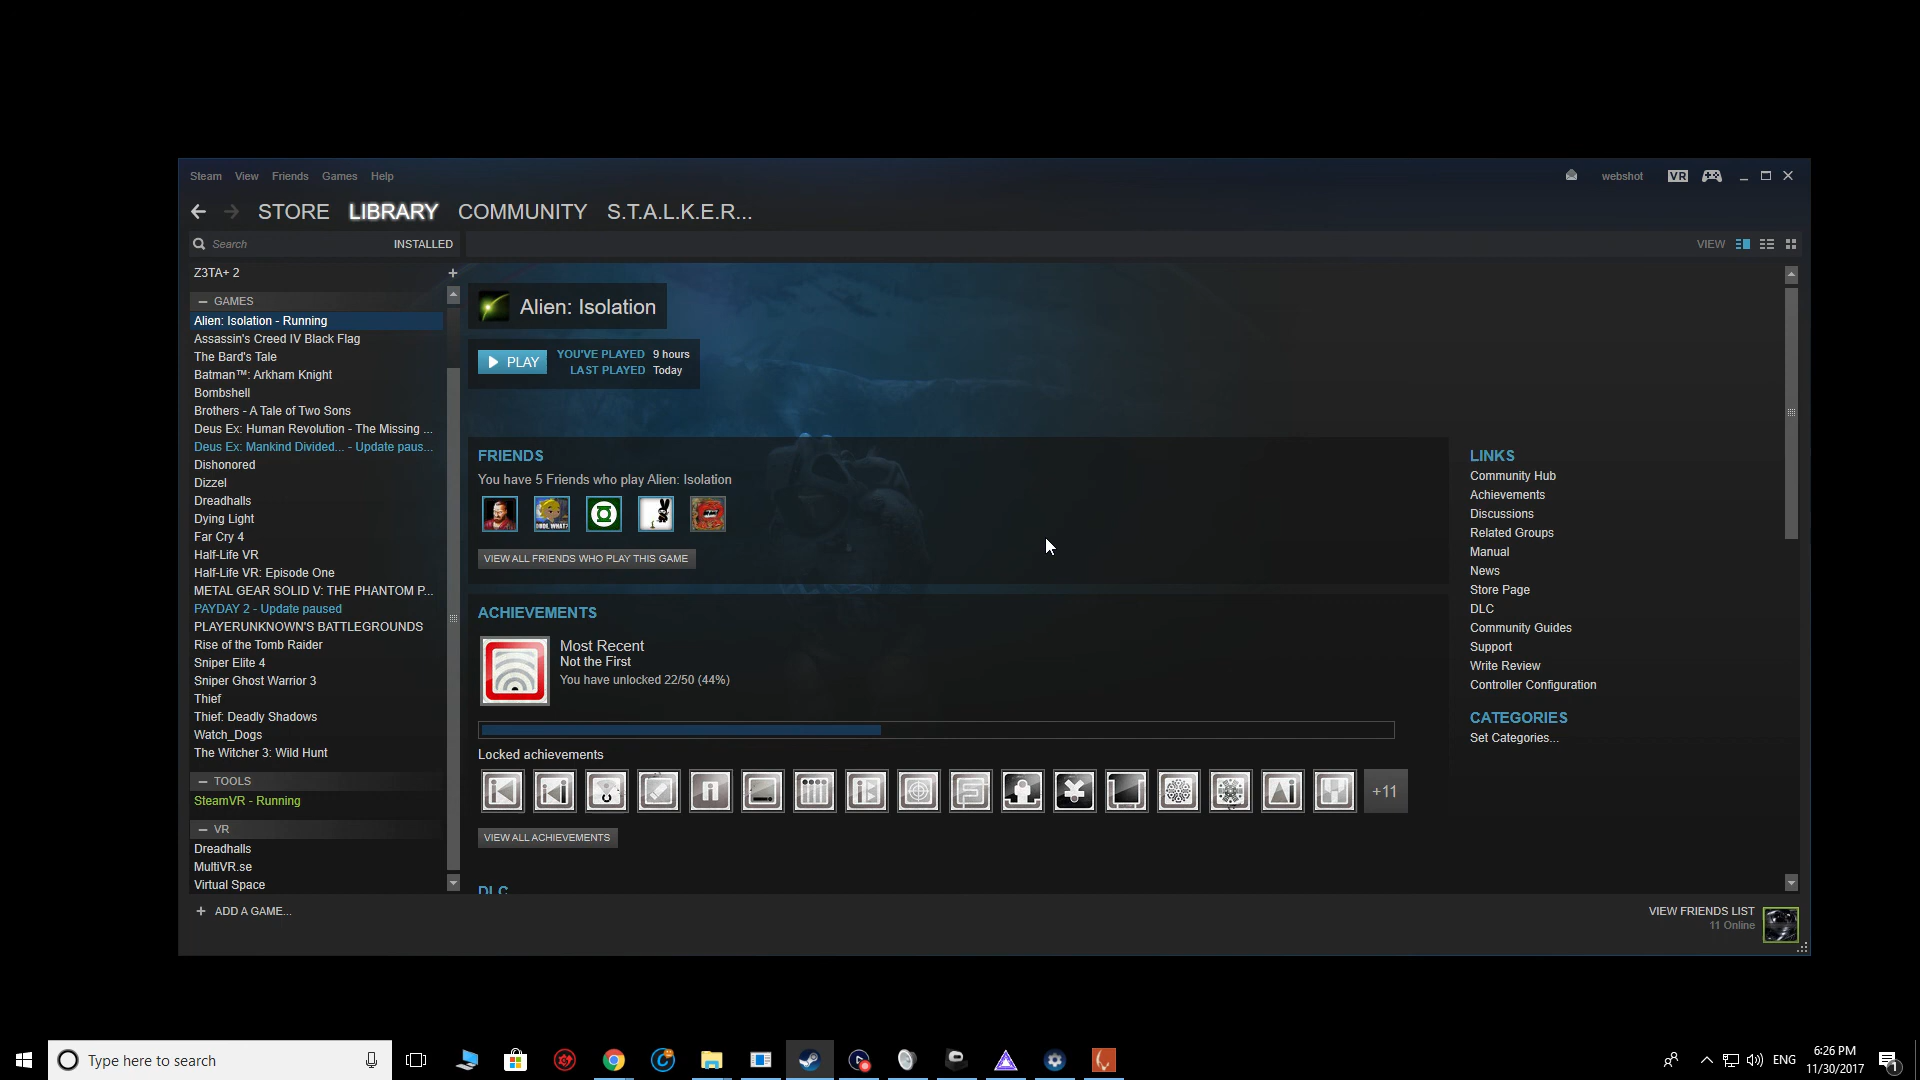 Steam View Friends Games Help
webshot VR
STORE LIBRARY COMMUNITY S.T.A.L.K.E.R...
Search INSTALLED
VIEW
Z3TA+ 2 +
GAMES
Alien: Isolation - Running
Assassin's Creed IV Black Flag
The Bard's Tale
Batman™: Arkham Knight
Bombshell
Brothers - A Tale of Two Sons
Deus Ex: Human Revolution - The Missing ...
Deus Ex: Mankind Divided... - Update paus...
Dishonored
Dizzel
Dreadhalls
Dying Light
Far Cry 4
Half-Life VR
Half-Life VR: Episode One
METAL GEAR SOLID V: THE PHANTOM P...
PAYDAY 2 - Update paused
PLAYERUNKNOWN'S BATTLEGROUNDS
Rise of the Tomb Raider
Sniper Elite 4
Sniper Ghost Warrior 3
Thief
Thief: Deadly Shadows
Watch_Dogs
The Witcher 3: Wild Hunt
TOOLS
SteamVR - Running
VR
Dreadhalls
MultiVR.se
Virtual Space
+ ADD A GAME...
Alien: Isolation
PLAY
YOU'VE PLAYED 9 hours
LAST PLAYED Today
FRIENDS
You have 5 Friends who play Alien: Isolation
DUDE, WHAT?
VIEW ALL FRIENDS WHO PLAY THIS GAME
ACHIEVEMENTS
Most Recent
Not the First
You have unlocked 22/50 (44%)
Locked achievements
+11
VIEW ALL ACHIEVEMENTS
DLC
LINKS
Community Hub
Achievements
Discussions
Related Groups
Manual
News
Store Page
DLC
Community Guides
Support
Write Review
Controller Configuration
CATEGORIES
Set Categories...
VIEW FRIENDS LIST
11 Online
Type here to search
ENG
6:26 PM
11/30/2017
1